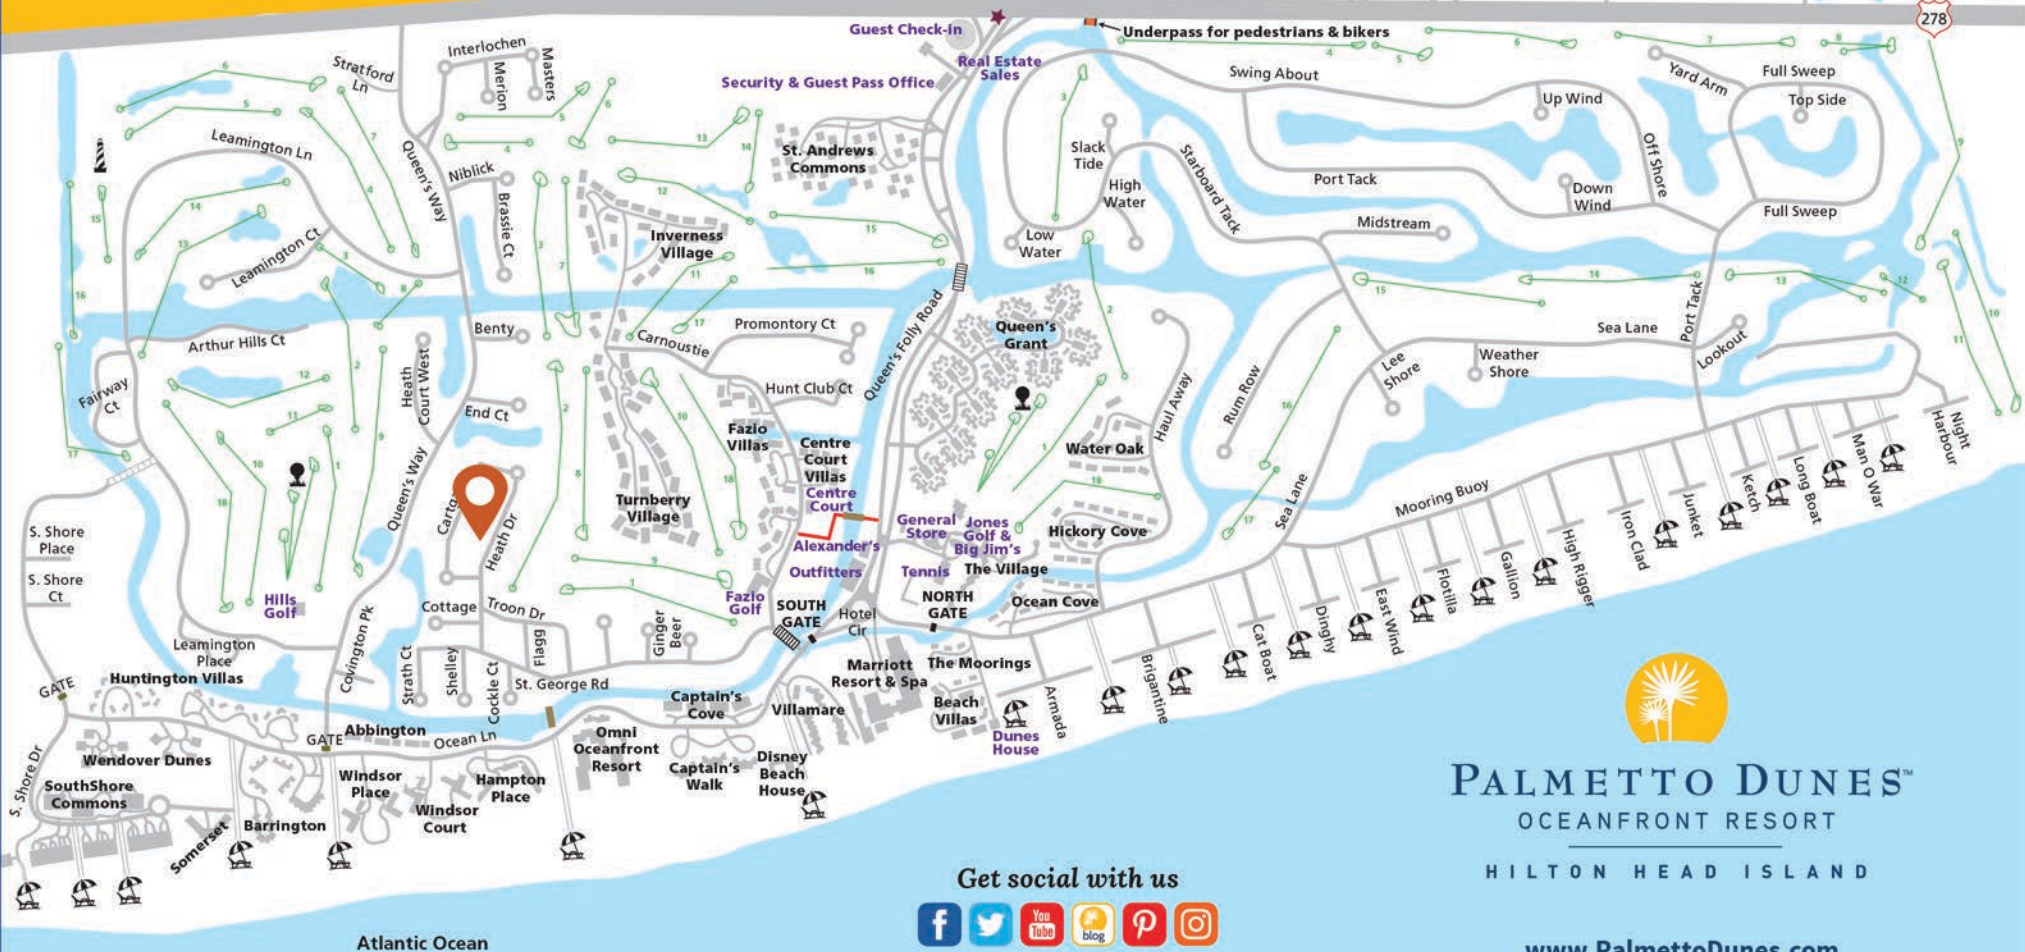 278
Underpass for pedestrians & bikers
Guest Check-in
Real Estate
Sales
Security & Guest Pass Office
Interlochen
Merion
Masters
Stratford
Ln
Leamington Ln
Queen's Way
Niblick
Brassie Ct
Leamington Ct
St. Andrews
Commons
Inverness
Village
Swing About
Slack
Tide
High
Water
Low
Water
Starboard Tack
Port Tack
Up Wind
Down
Wind
Off Shore
Yard Arm
Full Sweep
Top Side
Full Sweep
Midstream
Arthur Hills Ct
Fairway
Ct
Benty
Heath
Court West
End Ct
Carnoustie
Promontory Ct
Hunt Club Ct
Queen's Folly Road
Queen's
Grant
Haul Away
Rum Row
Lee
Shore
Weather
Shore
Sea Lane
Port Tack
Lookout
Night
Harbour
Fazio
Villas
Centre
Court
Villas
Centre
Court
Water Oak
Turnberry
Village
Queen's Way
Heath Dr
Alexander's
Outfitters
General
Store
Jones
Golf &
Big Jim's
Tennis
The Village
Hickory Cove
Ocean Cove
Sea Lane
Mooring Buoy
S. Shore
Place
S. Shore
Ct
Hills
Golf
Cottage
Troon Dr
Flagg
Ginger
Beer
Fazio
Golf
SOUTH
GATE
Hotel
Cir
NORTH
GATE
Leamington
Place
Covington Pk
Strath Ct
Shelley
Cockle Ct
St. George Rd
GATE
Huntington Villas
Captain's
Cove
Villamare
Marriott
Resort & Spa
The Moorings
Beach
Villas
Dunes
House
Armada
Brigantine
Cat Boat
Dinghy
East Wind
Flotilla
Gallion
High Rigger
Iron Clad
Junket
Ketch
Long Boat
Man O War
GATE
Abbington
Ocean Ln
Omni
Oceanfront
Resort
Captain's
Walk
Disney
Beach
House
S. Shore Dr
Wendover Dunes
SouthShore
Commons
Windsor
Place
Hampton
Place
Windsor
Court
Barrington
Somerset
Atlantic Ocean
Get social with us
You
Tube
blog
PALMETTO DUNES™
OCEANFRONT RESORT
HILTON HEAD ISLAND
www.PalmettoDunes.com